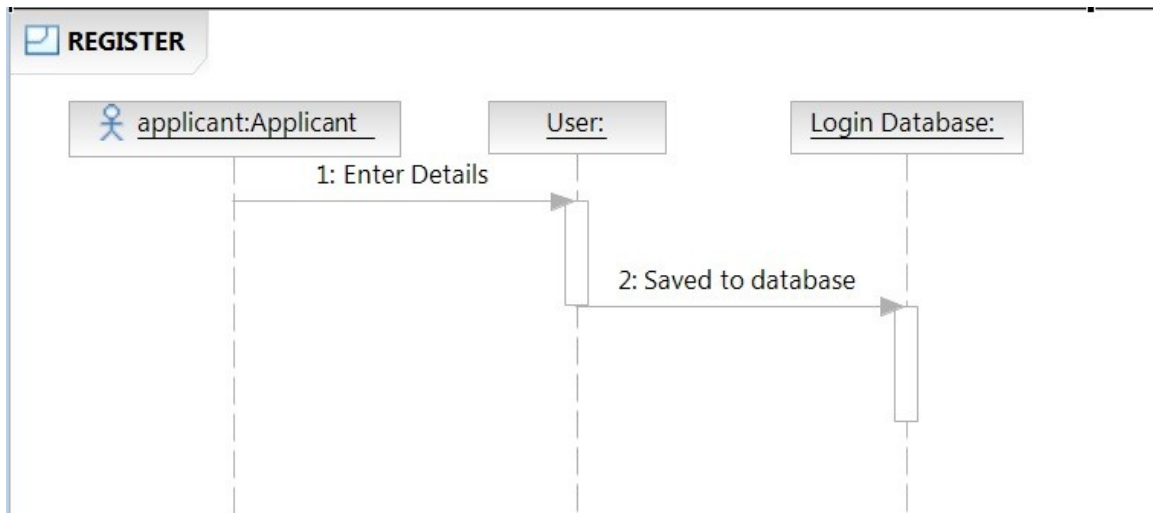 REGISTER
applicant:Applicant
User:
Login Database:
1: Enter Details
2: Saved to database